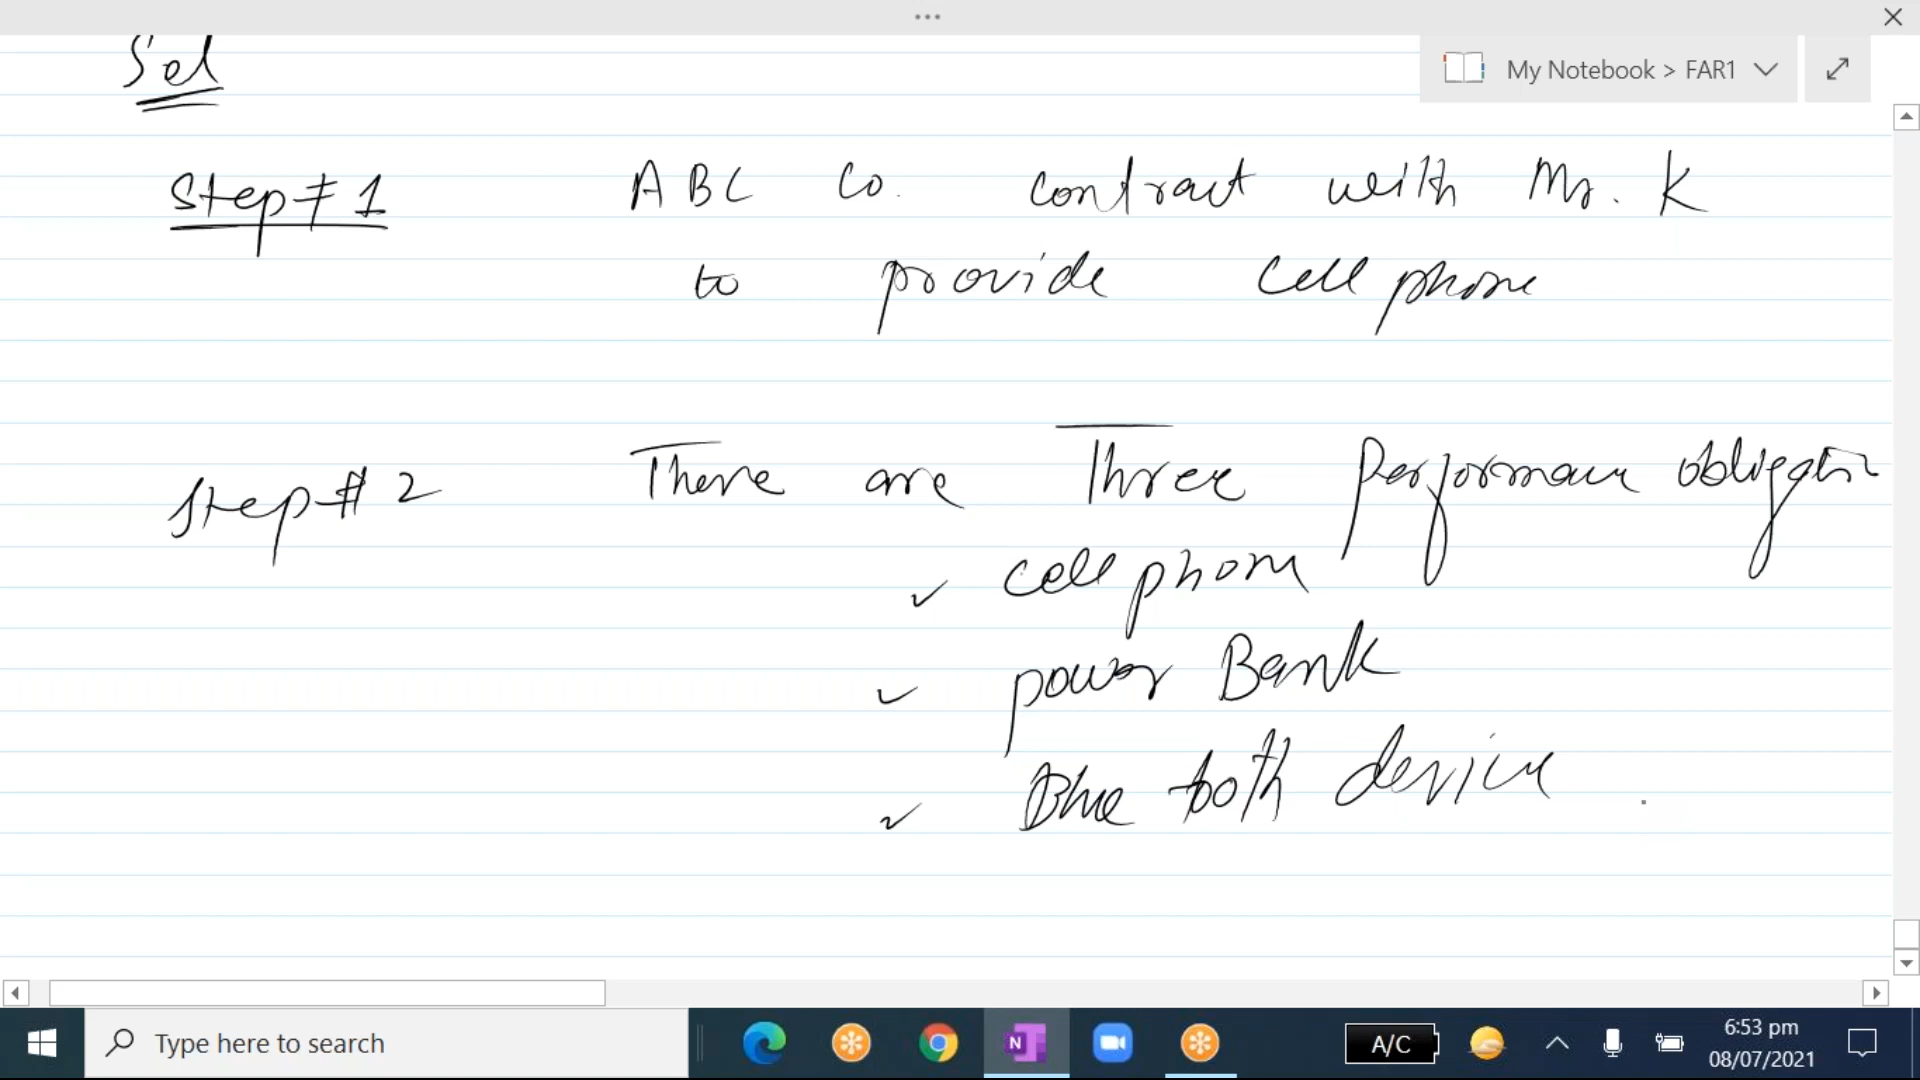 Sol
My Notebook > FAR1
Step # 1 ABC Co. contract with Mr. K
to provide cell phone
Step # 2 There are Three Performance obligation
✓ cell phone
✓ power Bank
✓ Blue tooth device
Type here to search
A/C
6:53 pm
08/07/2021